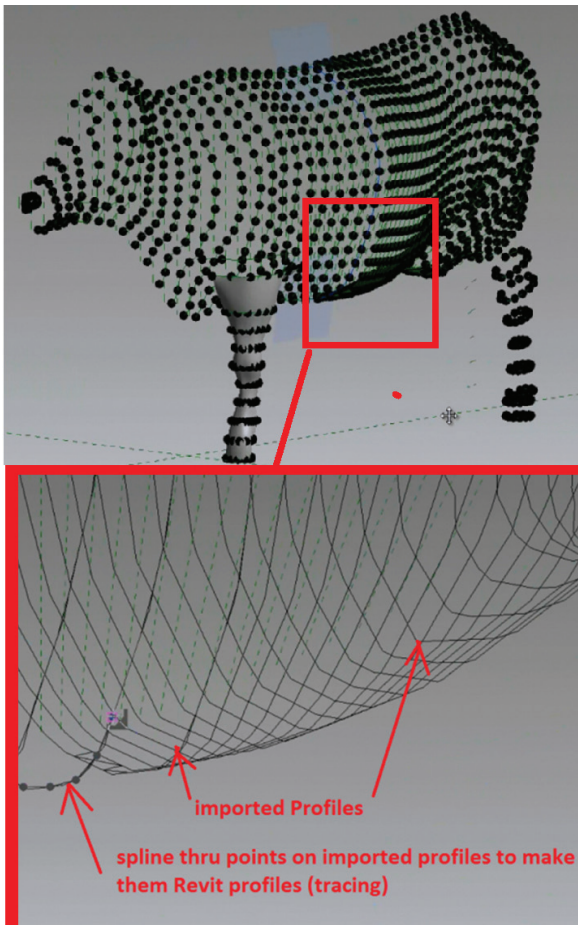 imported Profiles
spline thru points on imported profiles to make
them Revit profiles (tracing)